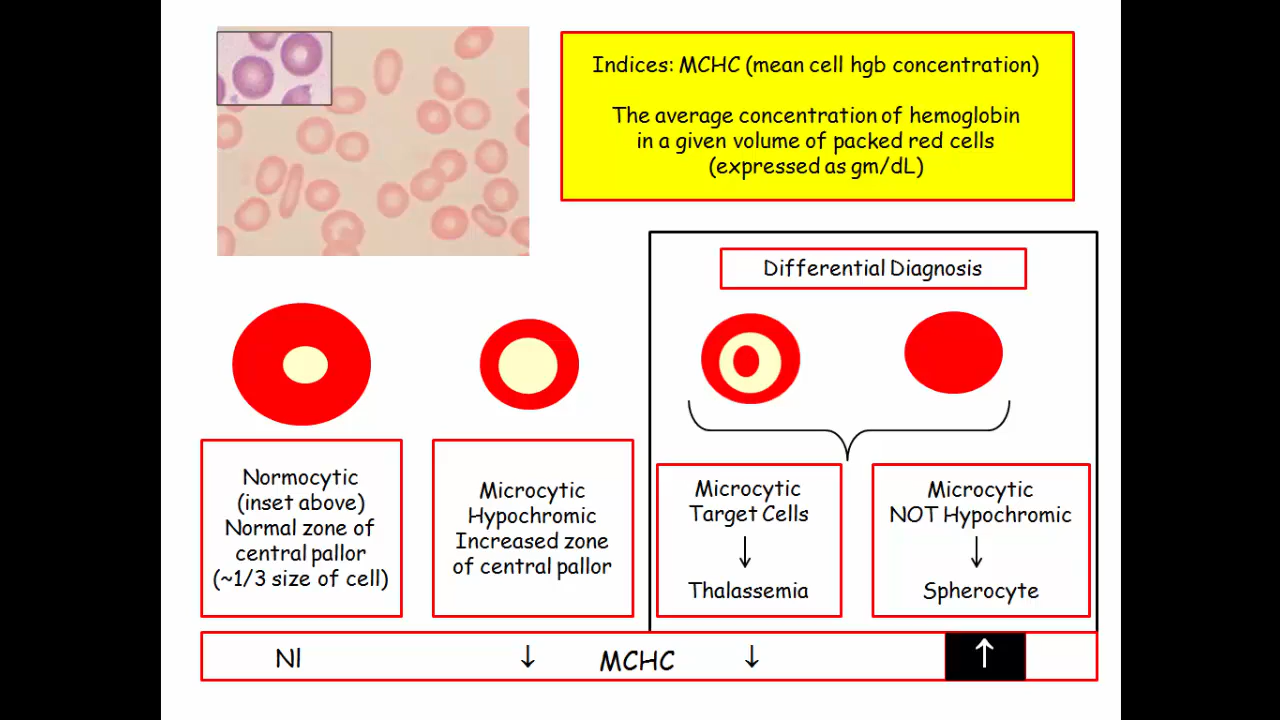 Indices: MCHC (mean cell hgb concentration)
The average concentration of hemoglobin
in a given volume of packed red cells
(expressed as gm/dL)
Differential Diagnosis
Normocytic
(inset above)
Normal zone of
central pallor
(~1/3 size of cell)
Microcytic
Hypochromic
Increased zone
of central pallor
Microcytic
Target Cells
↓
Thalassemia
Microcytic
NOT Hypochromic
↓
Spherocyte
Nl ↓ MCHC ↓ ↑